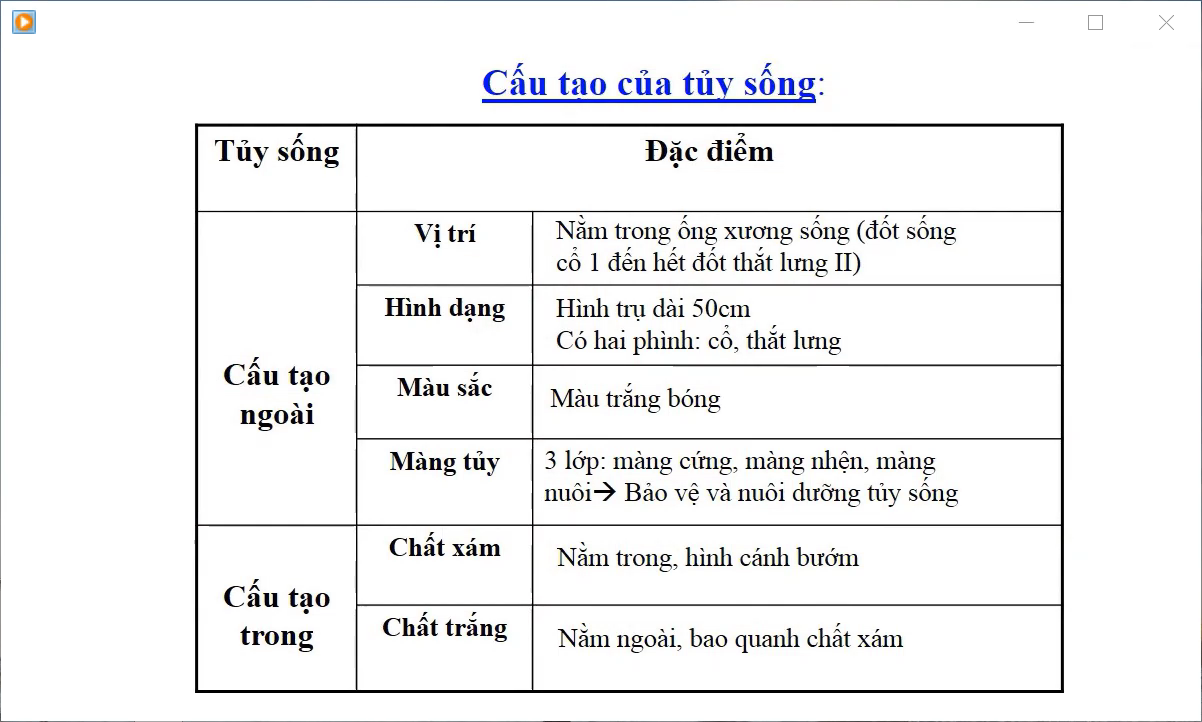 Cấu tạo của tủy sống:
Tủy sống
Đặc điểm
Cấu tạo
ngoài
Vị trí
Nằm trong ống xương sống (đốt sống
cổ 1 đến hết đốt thắt lưng II)
Hình dạng
Hình trụ dài 50cm
Có hai phình: cổ, thắt lưng
Màu sắc
Màu trắng bóng
Màng tủy
3 lớp: màng cứng, màng nhện, màng
nuôi→ Bảo vệ và nuôi dưỡng tủy sống
Cấu tạo
trong
Chất xám
Nằm trong, hình cánh bướm
Chất trắng
Nằm ngoài, bao quanh chất xám